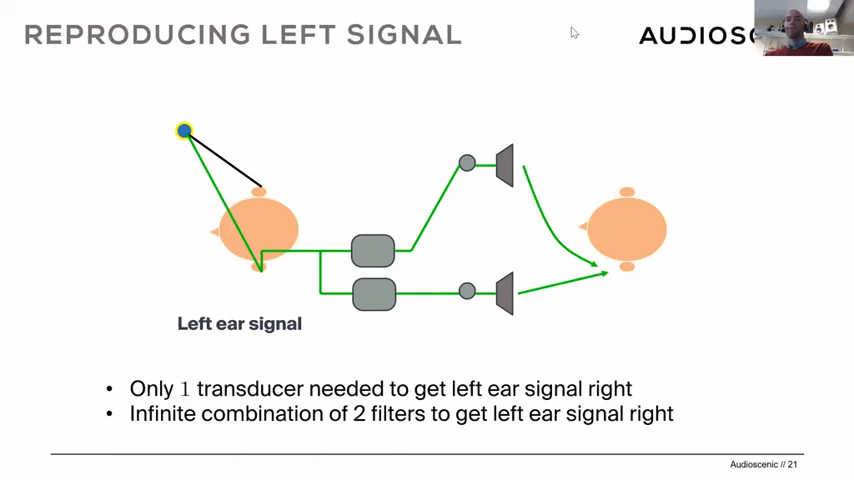 REPRODUCING LEFT SIGNAL
AUDIOSC
Left ear signal
• Only 1 transducer needed to get left ear signal right
• Infinite combination of 2 filters to get left ear signal right
Audioscenic // 21